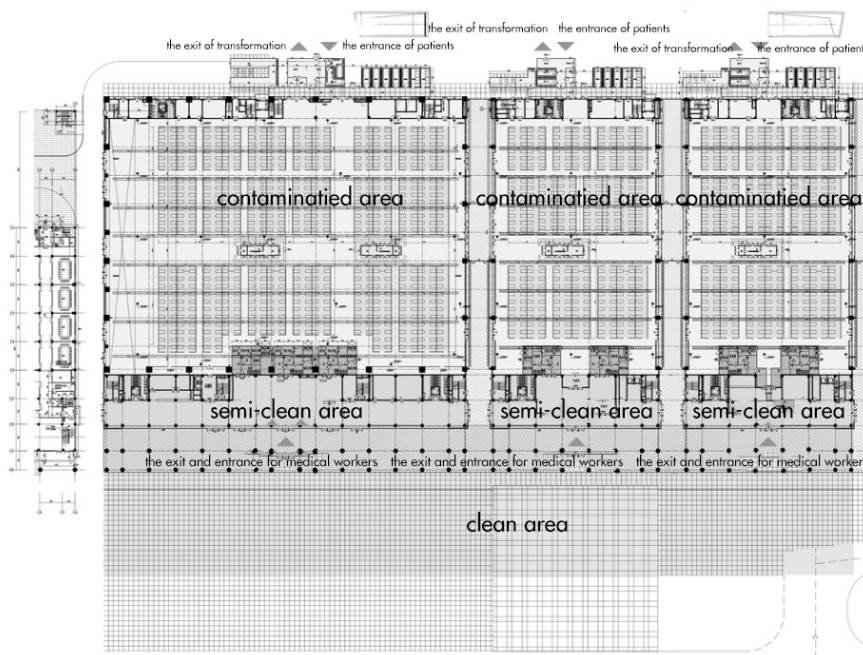 the exit of transformation
the entrance of patients
the exit of transformation
the entrance of patients
the exit of transformation
the entrance of patient
contaminatied area
contaminatied area
contaminatied area
semi-clean area
semi-clean area
semi-clean area
the exit and entrance for medical workers
the exit and entrance for medical workers
the exit and entrance for medical worker
clean area